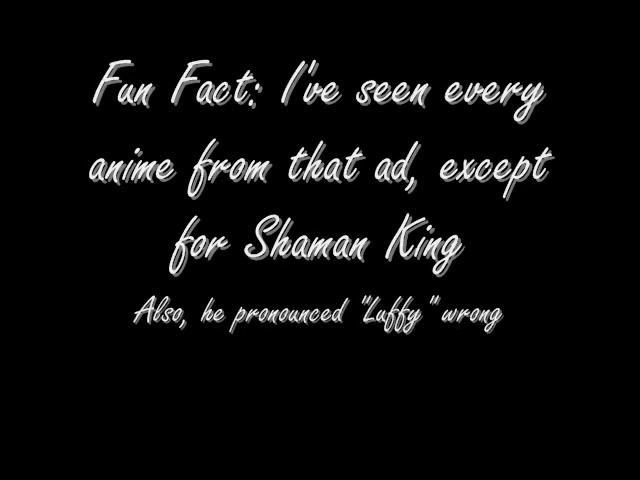 Fun Fact: I've seen every
anime from that ad, except
for Shaman King
Also, he pronounced "Luffy" wrong